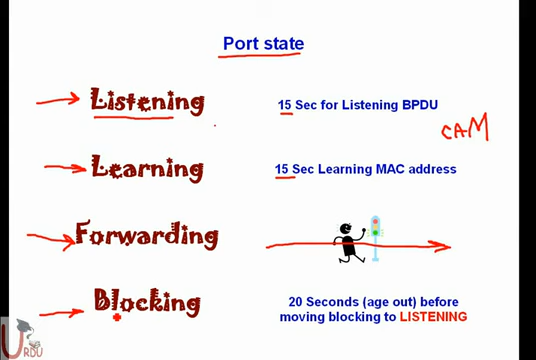 Port state
Listening
15 Sec for Listening BPDU
CAM
Learning
15 Sec Learning MAC address
Forwarding
Blocking
20 Seconds (age out) before
moving blocking to LISTENING
URDU